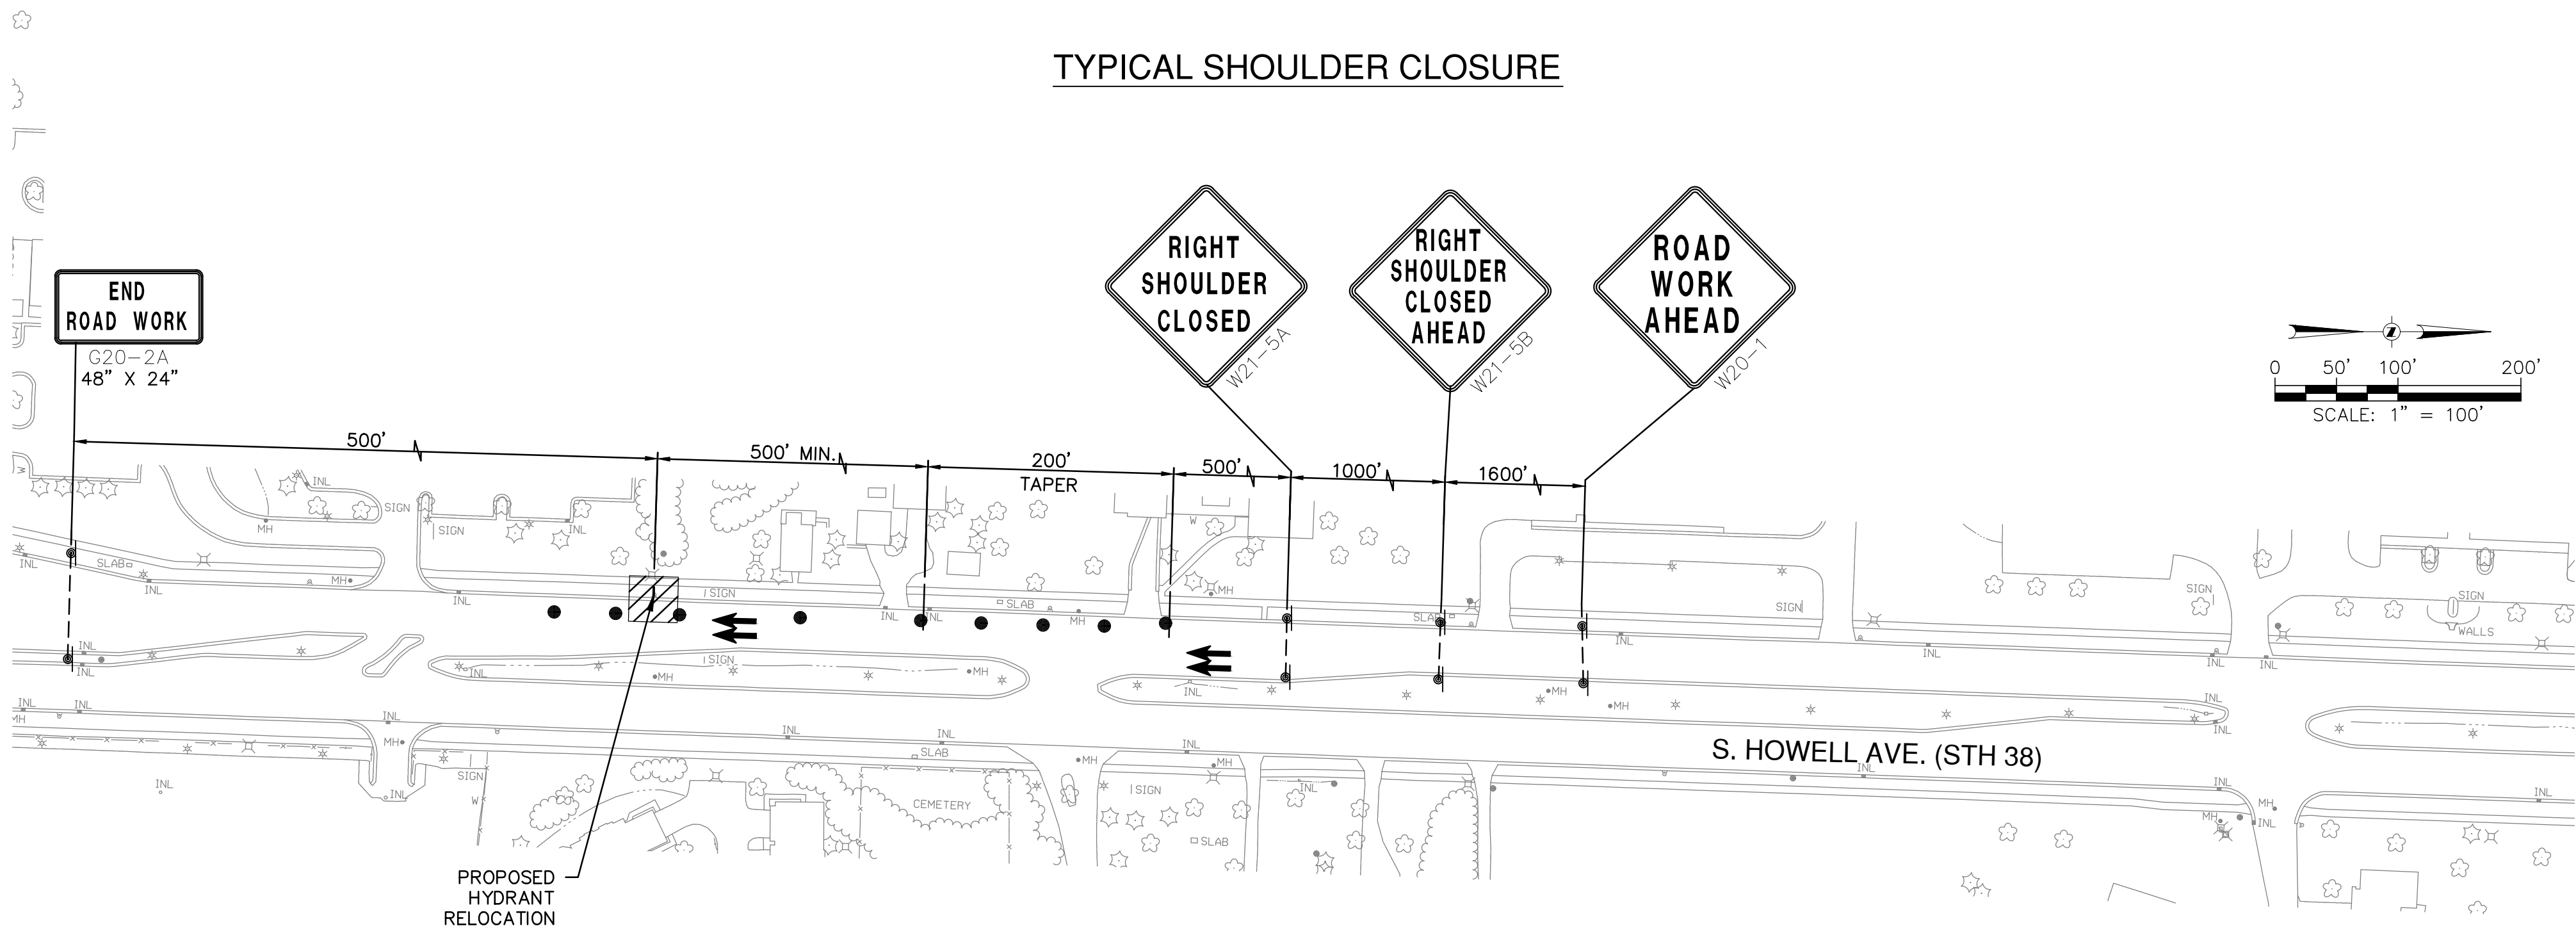 TYPICAL SHOULDER CLOSURE
END
ROAD WORK
G20-2A
48" X 24"
RIGHT
SHOULDER
CLOSED
W21-5A
RIGHT
SHOULDER
CLOSED
AHEAD
W21-5B
ROAD
WORK
AHEAD
W20-1
0 50' 100' 200'
SCALE: 1" = 100'
500'
500' MIN.
200'
TAPER
500'
1000'
1600'
W
INL
SIGN
MH
SIGN
INL
W
INL
SLAB
INL
MH
INL
SIGN
INL
INL
SLAB
MH
MH
SLAB
INL
SIGN
INL
SIGN
INL
INL
SIGN
WALLS
INL
INL
SIGN
INL
MH
MH
INL
MH
MH
INL
INL
S. HOWELL AVE. (STH 38)
INL
INL
MH
INL
MH
INL
INL
SLAB
INL
MH
MH
INL
INL
INL
MH
MH
INL
SIGN
INL
INL
W
CEMETERY
SIGN
INL
SLAB
PROPOSED
HYDRANT
RELOCATION